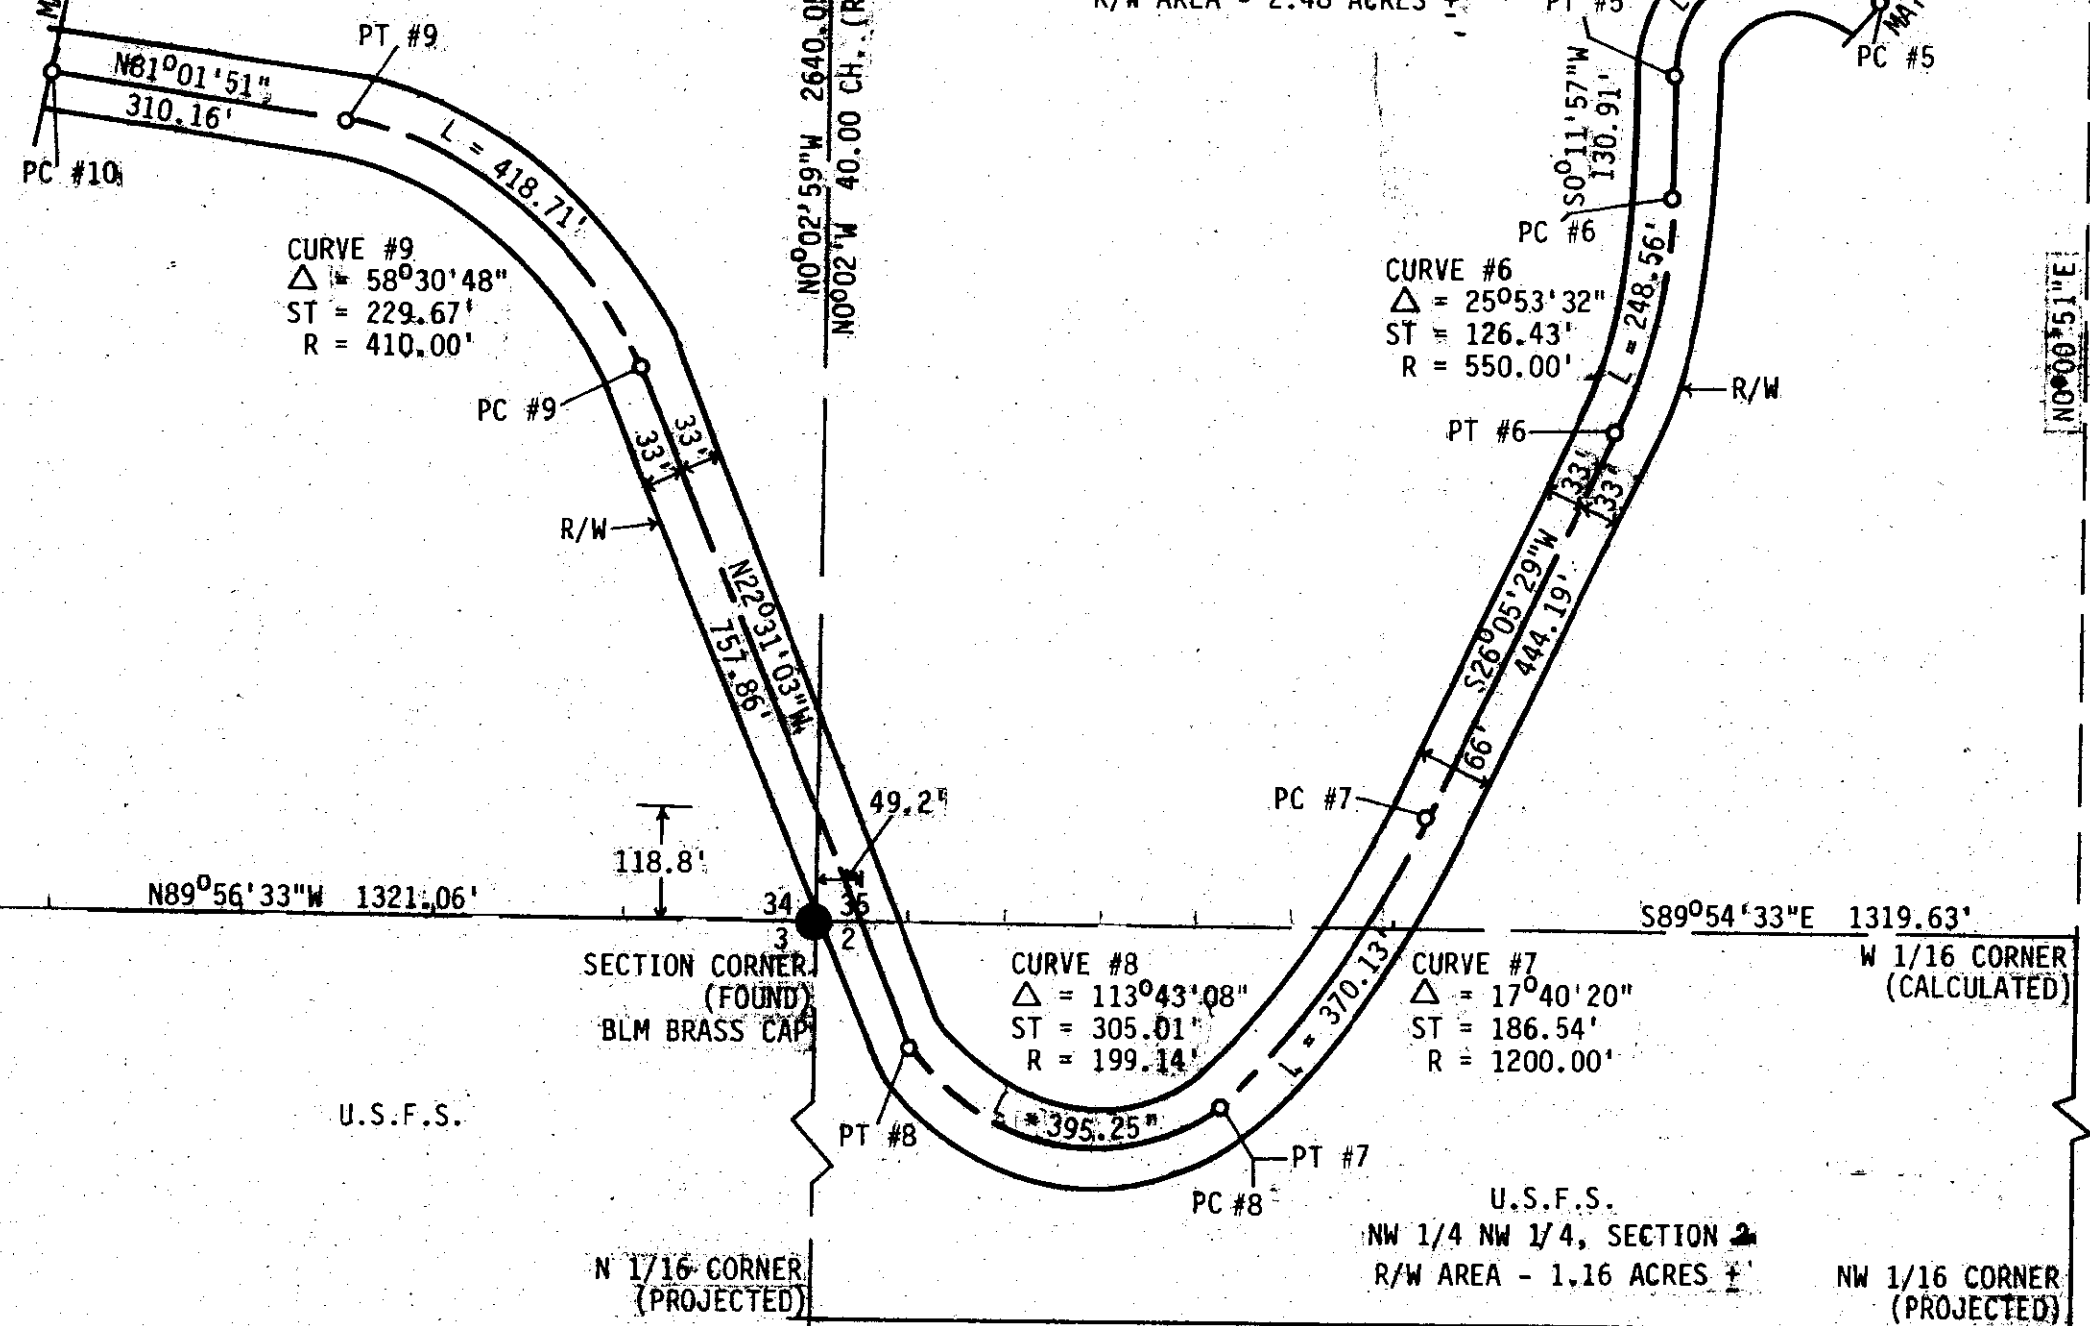 R/W AREA - 2.48 ACRES ±
PT #5
PC #5
PT #9
N81°01'51"
310.16'
PC #10
L = 418.71'
CURVE #9
Δ = 58°30'48"
ST = 229.67'
R = 410.00'
PC #9
33'
33'
R/W
N22°31'03"W
757.86'
N0°02'59"W 2640.0
N0°02'W 40.00 CH. (R
S0°11'57"W
130.91'
PC #6
CURVE #6
Δ = 25°53'32"
ST = 126.43'
R = 550.00'
L = 248.56'
R/W
PT #6
33'
33'
S26°05'29"W
444.19'
66'
PC #7
N0°00'51"E
49.2'
118.8'
N89°56'33"W 1321.06'
34 35
3 2
SECTION CORNER
(FOUND)
BLM BRASS CAP
S89°54'33"E 1319.63'
W 1/16 CORNER
(CALCULATED)
CURVE #8
Δ = 113°43'08"
ST = 305.01'
R = 199.14'
L = 370.13'
CURVE #7
Δ = 17°40'20"
ST = 186.54'
R = 1200.00'
L = 395.25'
PT #8
PT #7
PC #8
U.S.F.S.
U.S.F.S.
NW 1/4 NW 1/4, SECTION 2
R/W AREA - 1.16 ACRES ±
N 1/16 CORNER
(PROJECTED)
NW 1/16 CORNER
(PROJECTED)